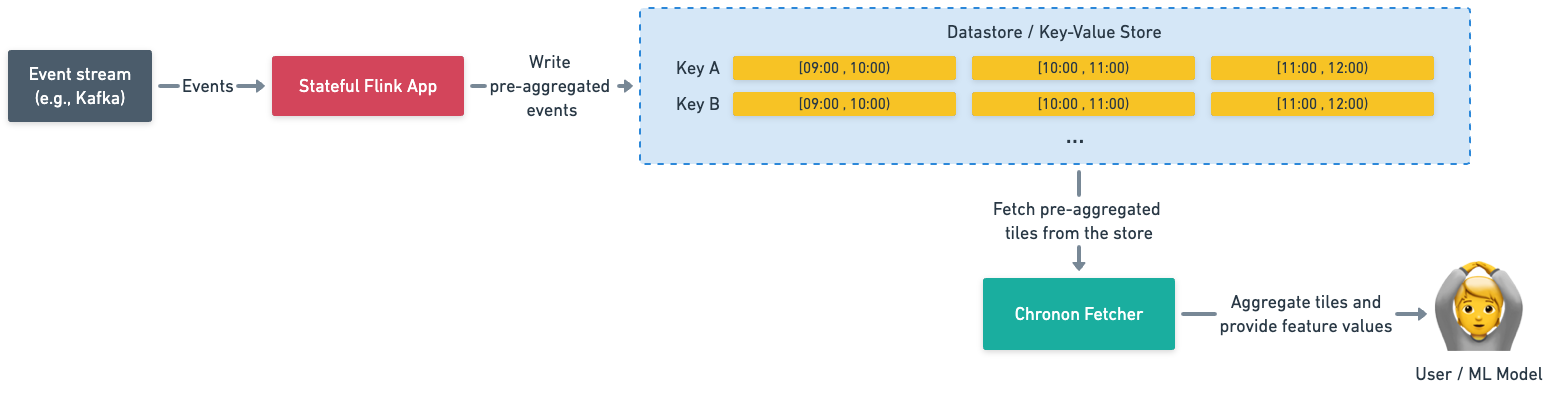 Event stream
(e.g., Kafka)
Events
Stateful Flink App
Write
pre-aggregated
events
Datastore / Key-Value Store
Key A [09:00 , 10:00) [10:00 , 11:00) [11:00 , 12:00)
Key B [09:00 , 10:00) [10:00 , 11:00) [11:00 , 12:00)
...
Fetch pre-aggregated
tiles from the store
Chronon Fetcher
Aggregate tiles and
provide feature values
User / ML Model